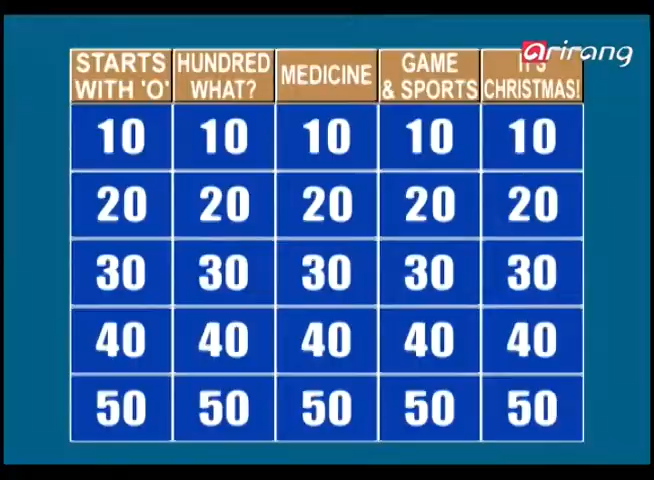 arirang
STARTS
WITH 'O'
HUNDRED
WHAT?
MEDICINE
GAME
& SPORTS
IT'S
CHRISTMAS!
10 10 10 10 10
20 20 20 20 20
30 30 30 30 30
40 40 40 40 40
50 50 50 50 50